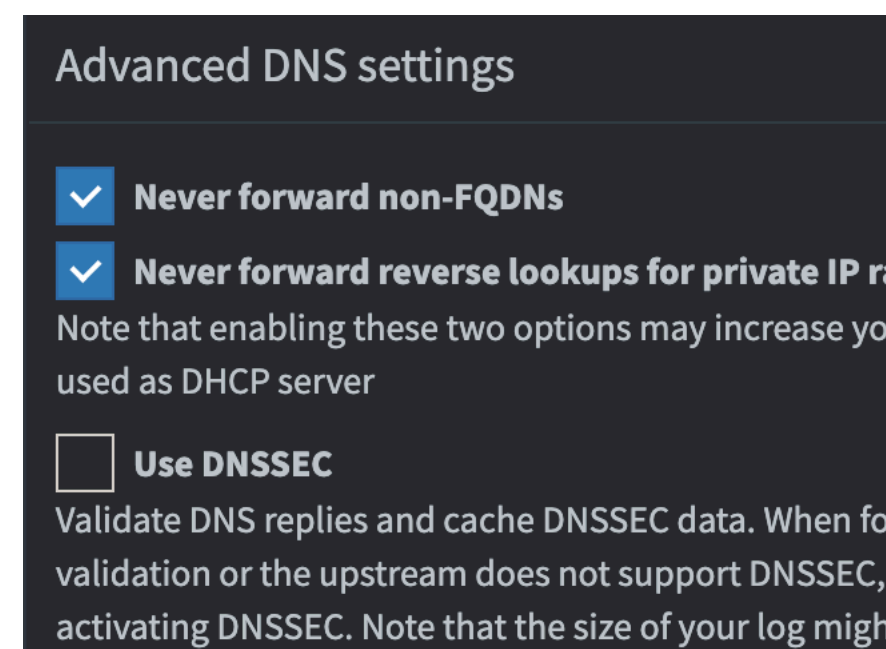 Advanced DNS settings
Never forward non-FQDNs
Never forward reverse lookups for private IP
Note that enabling these two options may increase
used as DHCP server
Use DNSSEC
Validate DNS replies and cache DNSSEC data. When
validation or the upstream does not support DNSSEC,
activating DNSSEC. Note that the size of your log